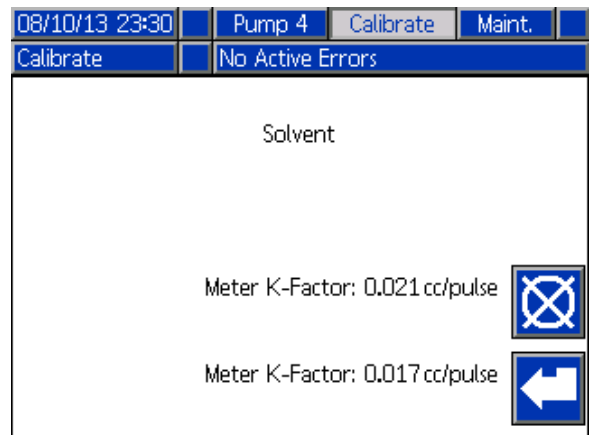 08/10/13 23:30 Pump 4 Calibrate Maint.
Calibrate No Active Errors
Solvent
Meter K-Factor: 0.021 cc/pulse
Meter K-Factor: 0.017 cc/pulse